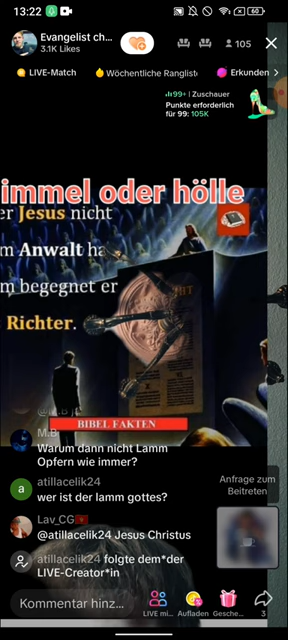 13:22
60
Evangelist ch...
3.1K Likes
105
LIVE-Match
Wöchentliche Ranglist
Erkunden
99+ | Zuschauer
Punkte erforderlich
für 99: 105K
immel oder hölle
er Jesus nicht
m Anwalt ha
m begegnet er
Richter.
BIBEL FAKTEN
M.B
Warum dann nicht Lamm
Opfern wie immer?
a
atillacelik24
wer ist der lamm gottes?
Lav_CG
@atillacelik24 Jesus Christus
atillacelik24 folgte dem*der
LIVE-Creator*in
Anfrage zum
Beitreten
Kommentar hinz...
LIVE mi...
Aufladen
Gesche...
3